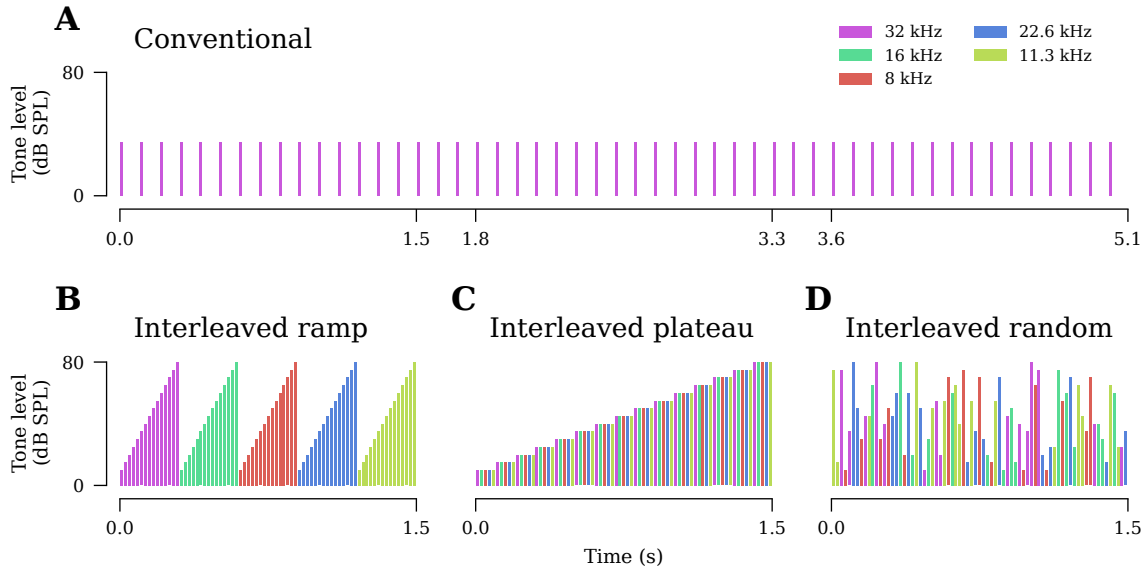 A
Conventional
32 kHz
22.6 kHz
16 kHz
11.3 kHz
8 kHz
Tone level
(dB SPL)
80
0
0.0
1.5
1.8
3.3
3.6
5.1
B
Interleaved ramp
C
Interleaved plateau
D
Interleaved random
Tone level
(dB SPL)
80
0
0.0
1.5
0.0
1.5
0.0
1.5
Time (s)